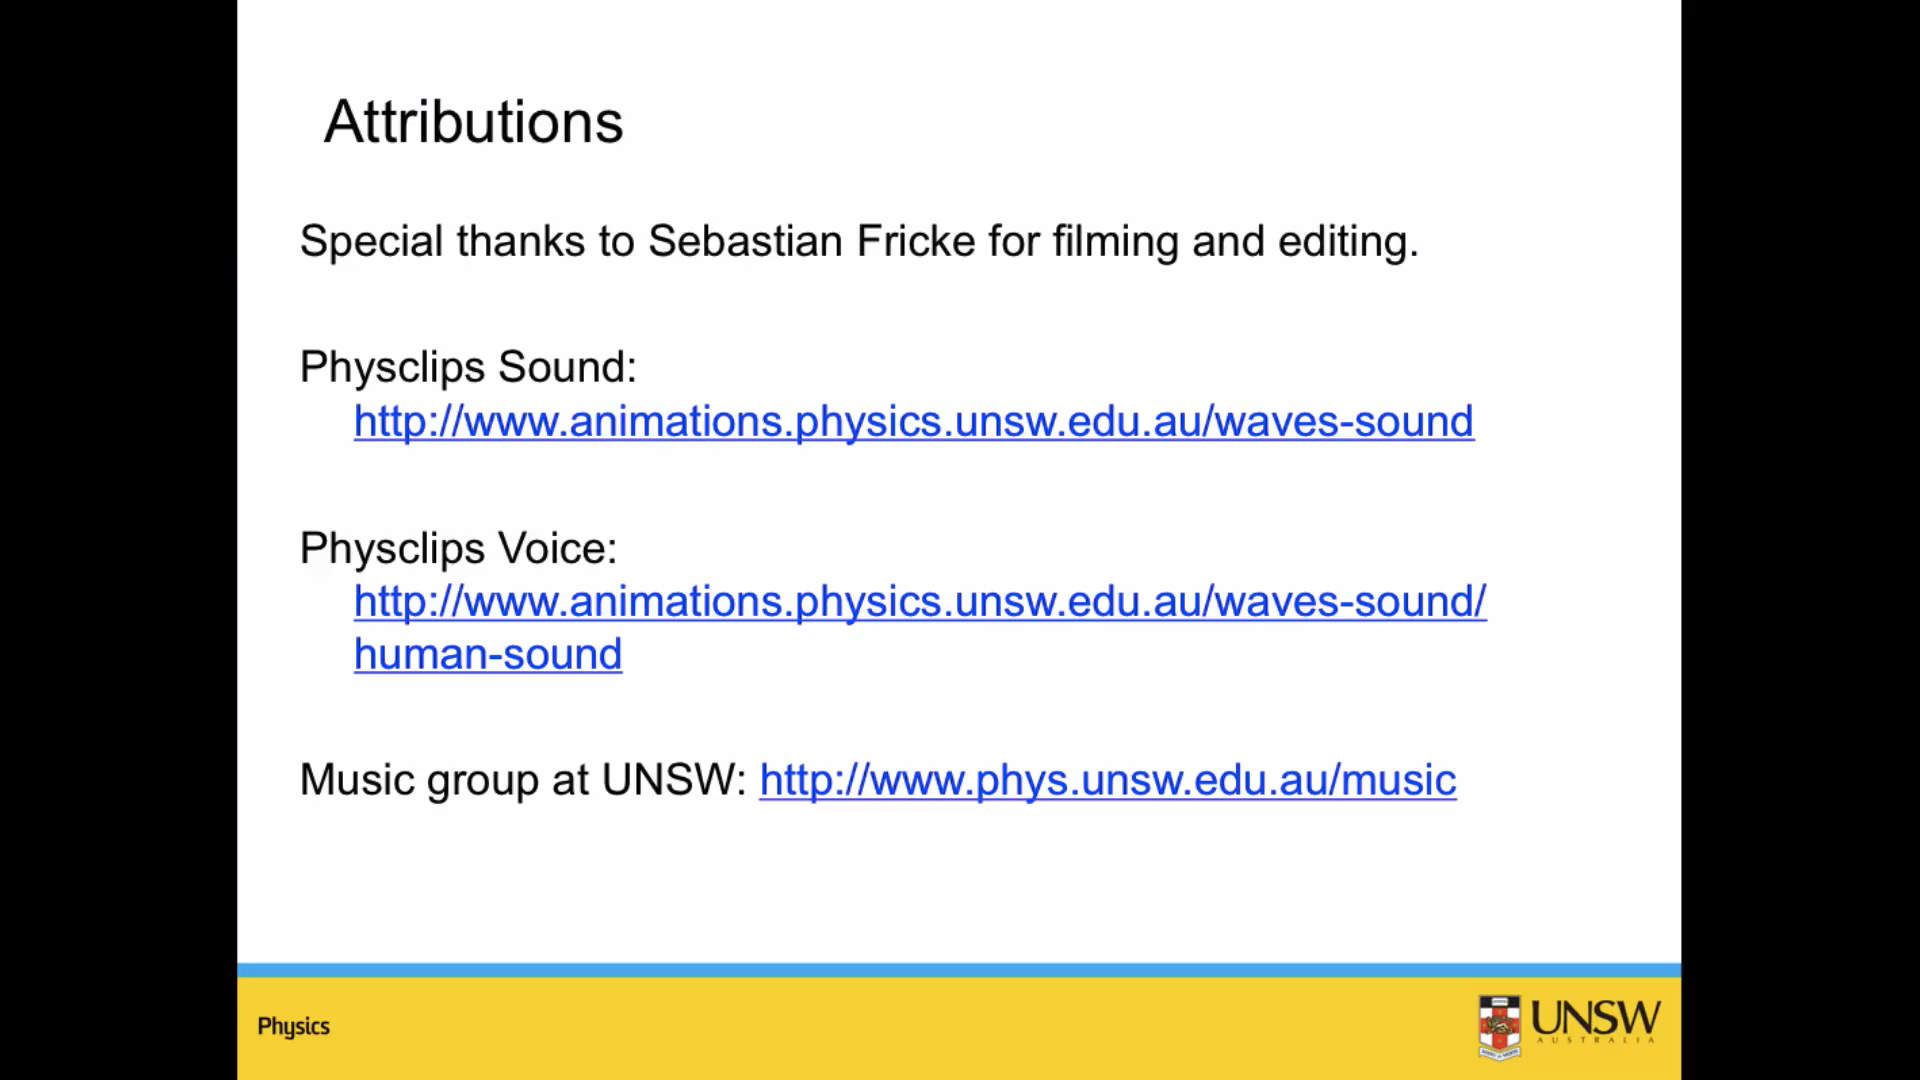 Attributions
Special thanks to Sebastian Fricke for filming and editing.
Physclips Sound:
http://www.animations.physics.unsw.edu.au/waves-sound
Physclips Voice:
http://www.animations.physics.unsw.edu.au/waves-sound/
human-sound
Music group at UNSW: http://www.phys.unsw.edu.au/music
Physics
UNSW
AUSTRALIA